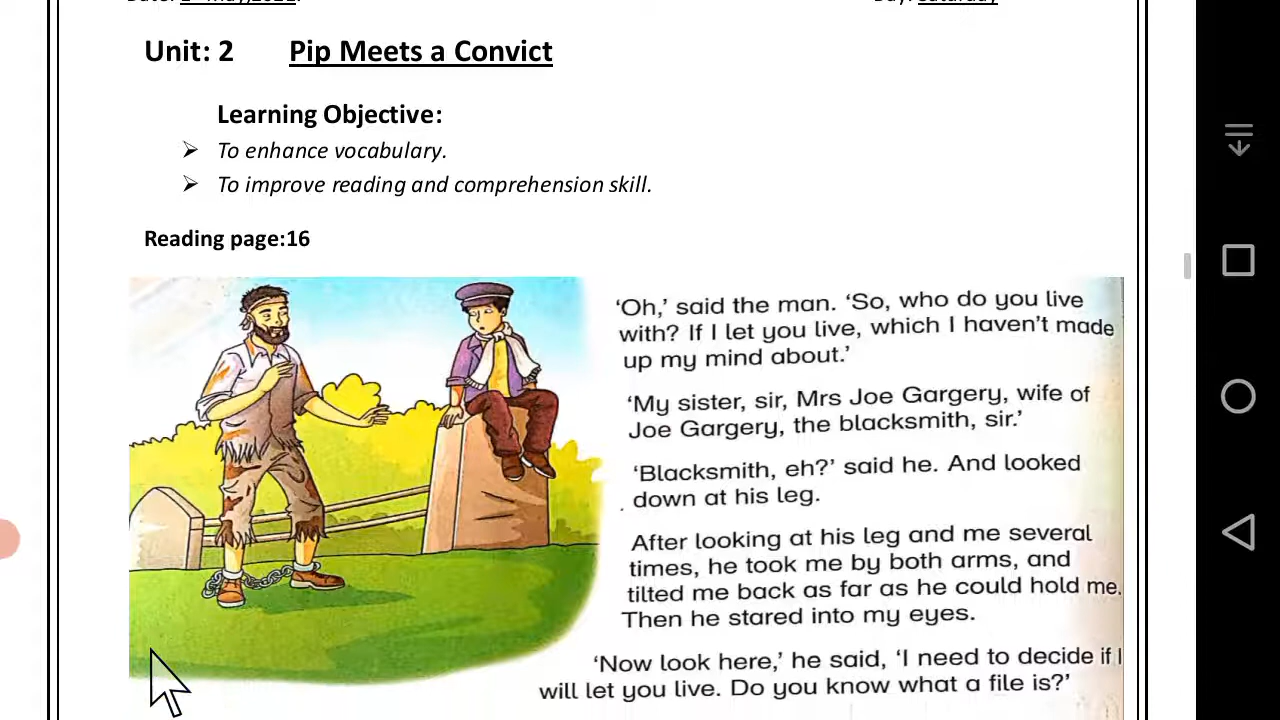 Date: 1st May,2021. Day: Saturday
Unit: 2 Pip Meets a Convict
Learning Objective:
To enhance vocabulary.
To improve reading and comprehension skill.
Reading page:16
‘Oh,’ said the man. ‘So, who do you live
with? If I let you live, which I haven’t made
up my mind about.’
‘My sister, sir, Mrs Joe Gargery, wife of
Joe Gargery, the blacksmith, sir.’
‘Blacksmith, eh?’ said he. And looked
down at his leg.
After looking at his leg and me several
times, he took me by both arms, and
tilted me back as far as he could hold me.
Then he stared into my eyes.
‘Now look here,’ he said, ‘I need to decide if I
will let you live. Do you know what a file is?’